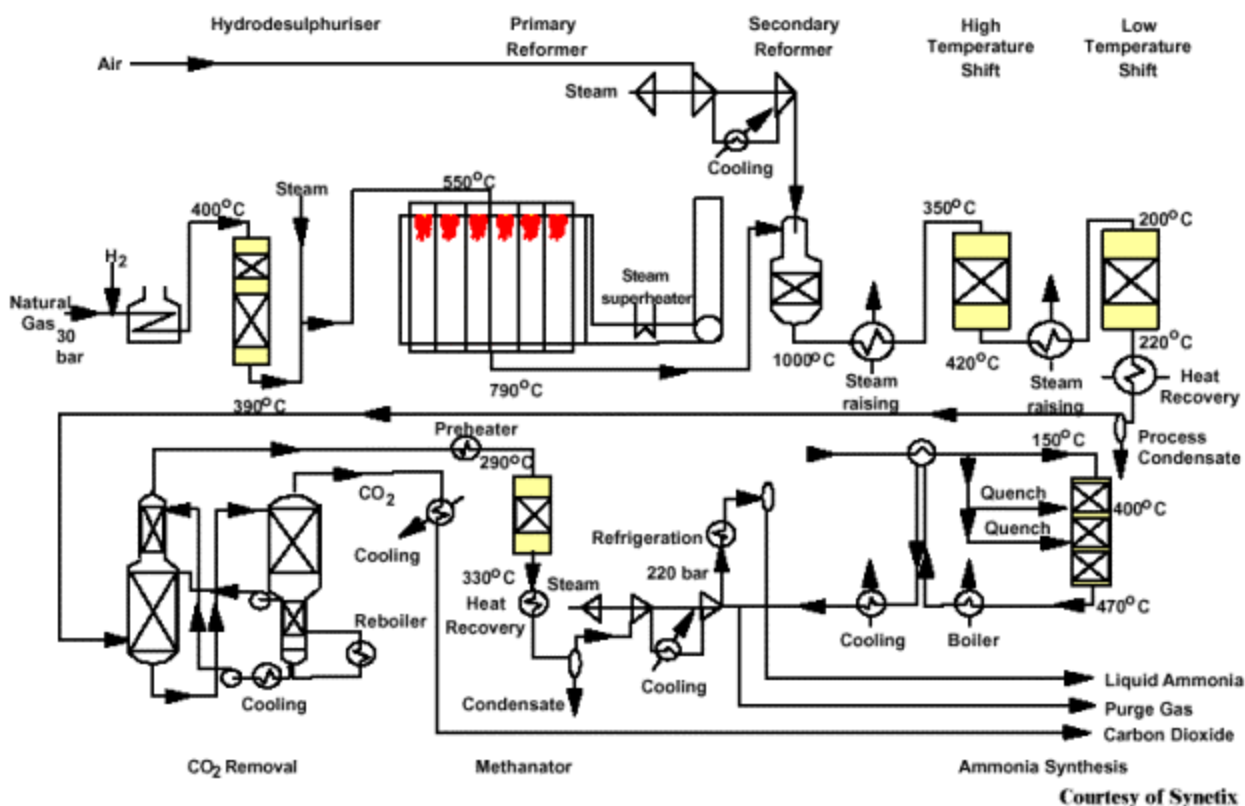 Hydrodesulphuriser
Primary
Reformer
Secondary
Reformer
High
Temperature
Shift
Low
Temperature
Shift
Air
Steam
Cooling
Steam
550°C
400°C
350°C
200°C
H2
Natural
Gas
30
bar
Steam
superheater
1000°C
Steam
raising
420°C
Steam
raising
220°C
Heat
Recovery
790°C
390°C
Preheater
290°C
150°C
Process
Condensate
CO2
Cooling
Quench
Quench
400°C
Refrigeration
220 bar
330°C
Steam
Heat
Recovery
Reboiler
470°C
Cooling
Boiler
Cooling
Cooling
Condensate
Liquid Ammonia
Purge Gas
Carbon Dioxide
CO2 Removal
Methanator
Ammonia Synthesis
Courtesy of Synetix